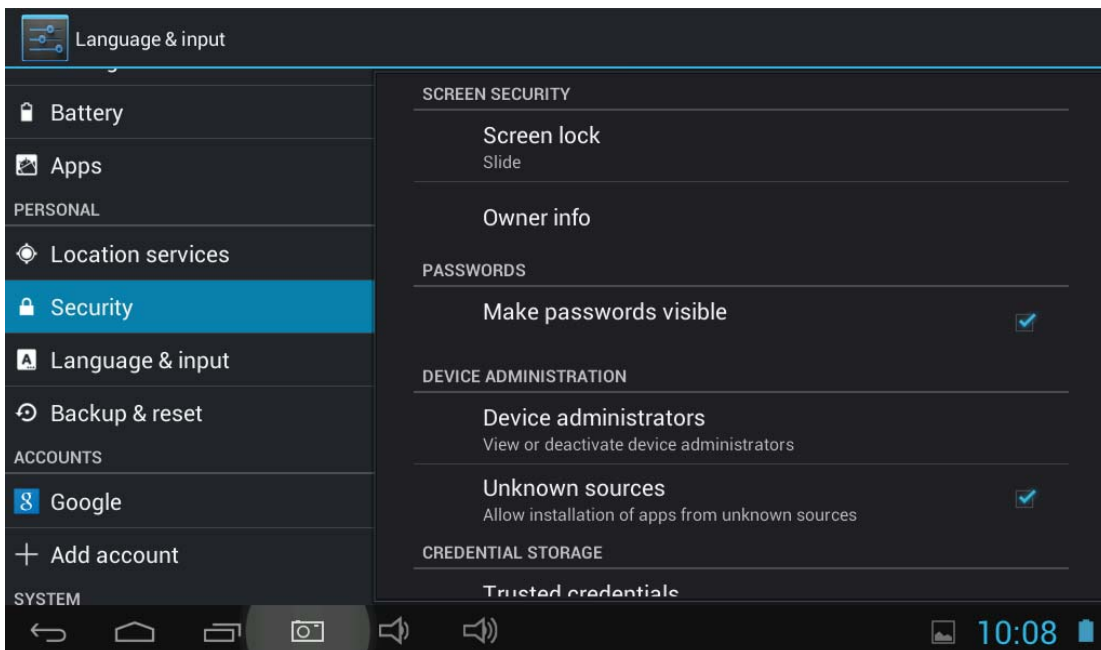 Language & input
Battery
Apps
PERSONAL
Location services
Security
Language & input
Backup & reset
ACCOUNTS
Google
Add account
SYSTEM
SCREEN SECURITY
Screen lock
Slide
Owner info
PASSWORDS
Make passwords visible
DEVICE ADMINISTRATION
Device administrators
View or deactivate device administrators
Unknown sources
Allow installation of apps from unknown sources
CREDENTIAL STORAGE
Trusted credentials
10:08